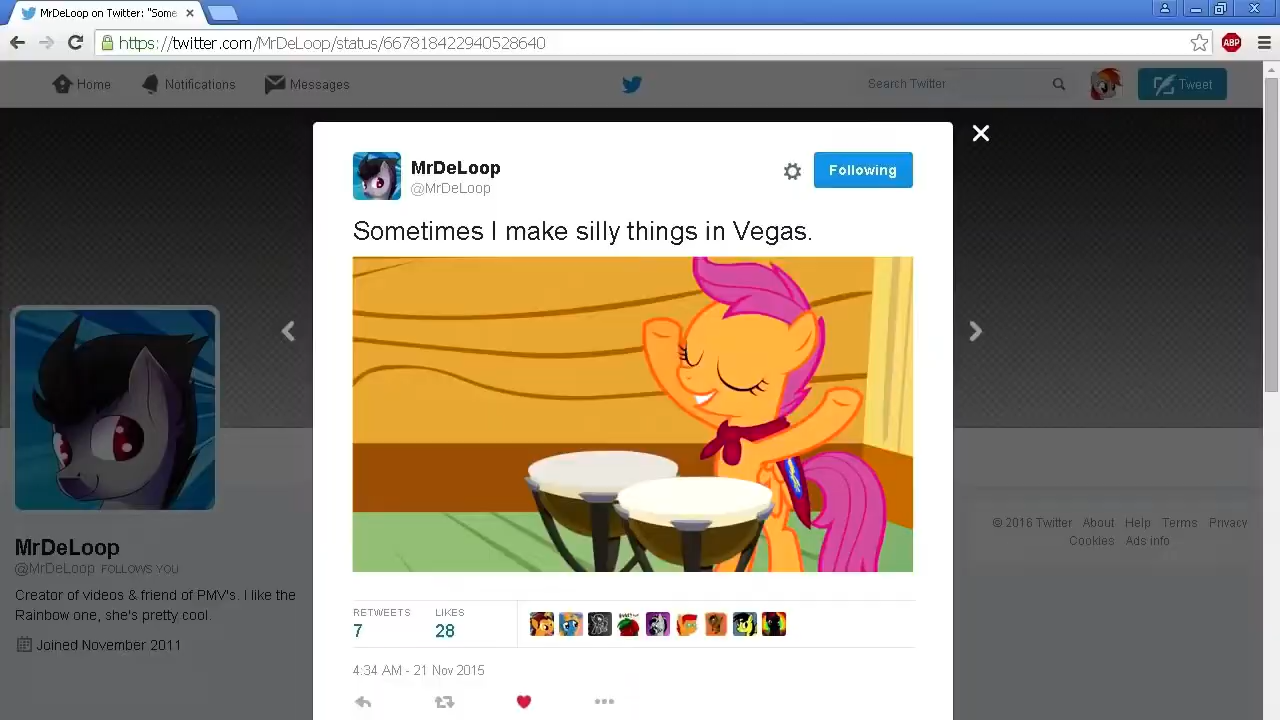 MrDeLoop on Twitter: "Some
https://twitter.com/MrDeLoop/status/667818422940528640
ABP
Home
Notifications
Messages
Search Twitter
Tweet
MrDeLoop
@MrDeLoop
Following
Sometimes I make silly things in Vegas.
RETWEETS
7
LIKES
28
4:34 AM - 21 Nov 2015
MrDeLoop
@MrDeLoop FOLLOWS YOU
Creator of videos & friend of PMV's. I like the
Rainbow one, she's pretty cool.
Joined November 2011
© 2016 Twitter About Help Terms Privacy
Cookies Ads info